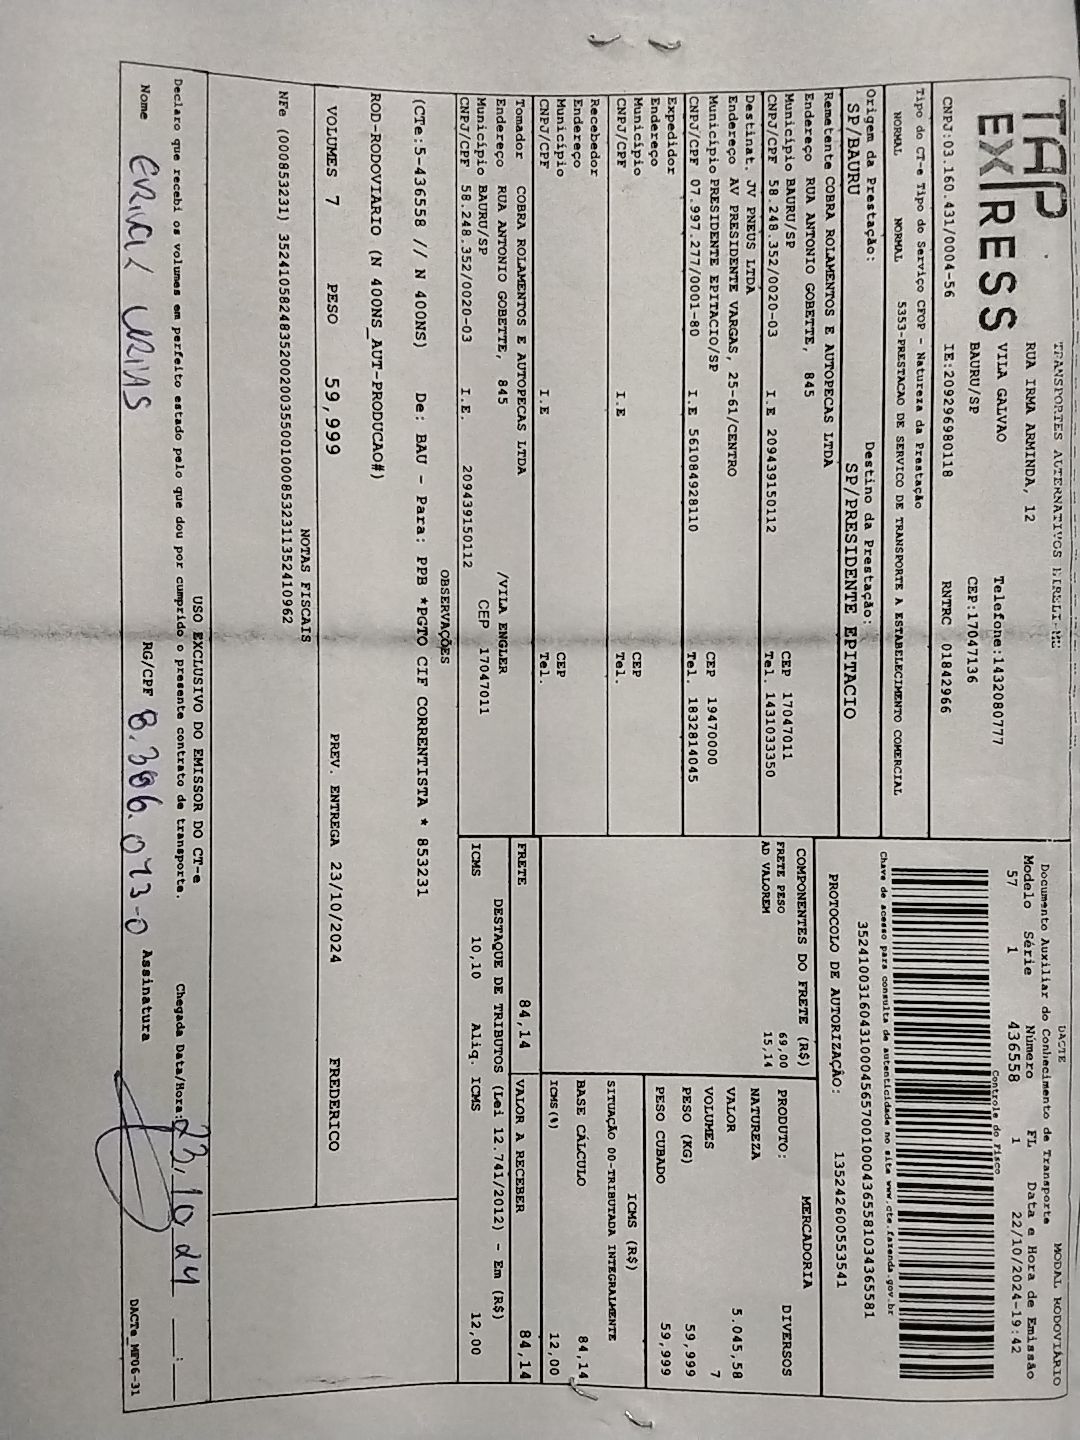 TAP
EXPRESS
TRANSPORTES ALTERNATIVOS EIRELI-ME
RUA IRMA ARMINDA, 12
VILA GALVAO
BAURU/SP
Telefone:1432080777
CEP:17047136
CNPJ:03.160.431/0004-56 IE:209296980118 RNTRC 01842966
Tipo do CT-e Tipo do Serviço CFOP - Natureza da Prestação
NORMAL NORMAL 5353-PRESTACAO DE SERVICO DE TRANSPORTE A ESTABELECIMENTO COMERCIAL
Origem da Prestação: Destino da Prestação:
SP/BAURU SP/PRESIDENTE EPITACIO
Remetente COBRA ROLAMENTOS E AUTOPECAS LTDA
Endereço RUA ANTONIO GOBETTE, 845
Município BAURU/SP CEP 17047011
CNPJ/CPF 58.248.352/0020-03 I.E 209439150112 Tel. 1431033350
Destinat. JV PNEUS LTDA
Endereço AV PRESIDENTE VARGAS, 25-61/CENTRO
Município PRESIDENTE EPITACIO/SP CEP 19470000
CNPJ/CPF 07.997.277/0001-80 I.E 561084928110 Tel. 1832814045
Expedidor
Endereço
Município CEP
CNPJ/CPF I.E Tel.
Recebedor
Endereço
Município CEP
CNPJ/CPF I.E Tel.
Tomador COBRA ROLAMENTOS E AUTOPECAS LTDA
Endereço RUA ANTONIO GOBETTE, 845 /VILA ENGLER
Município BAURU/SP CEP 17047011
CNPJ/CPF 58.248.352/0020-03 I.E. 209439150112
DACTE MODAL RODOVIÁRIO
Documento Auxiliar do Conhecimento de Transporte
Modelo Série Número FL Data e Hora de Emissão
57 1 436558 1 22/10/2024-19:42
Controle do Fisco
Chave de acesso para consulta de autenticidade no site www.cte.fazenda.gov.br
35241003160431000456570010004365581034365581
PROTOCOLO DE AUTORIZAÇÃO: 135242600553541
COMPONENTES DO FRETE (R$)
FRETE PESO 69,00
AD VALOREM 15,14
MERCADORIA
PRODUTO: DIVERSOS
NATUREZA
VALOR 5.045,58
VOLUMES 7
PESO (KG) 59,999
PESO CUBADO 59,999
ICMS (R$)
SITUAÇÃO 00-TRIBUTADA INTEGRALMENTE
BASE CÁLCULO 84,14
ICMS(%) 12,00
FRETE 84,14 VALOR A RECEBER 84,14
DESTAQUE DE TRIBUTOS (Lei 12.741/2012) - Em (R$)
ICMS 10,10 Aliq. ICMS 12,00
OBSERVAÇÕES
(CTe:5-436558 // N 400NS) De: BAU - Para: PPB *PGTO CIF CORRENTISTA * 853231
ROD-RODOVIARIO (N 400NS_AUT-PRODUCAO#)
VOLUMES 7 PESO 59,999 PREV. ENTREGA 23/10/2024 FREDERICO
NOTAS FISCAIS
NFe (000853231) 35241058248352002003550010008532311352410962
USO EXCLUSIVO DO EMISSOR DO CT-e
Declaro que recebi os volumes em perfeito estado pelo que dou por cumprido o presente contrato de transporte. Chegada Data/Hora: 23.10.24 :
Nome RG/CPF 8.386.073-0 Assinatura
DACTe_MP06-31